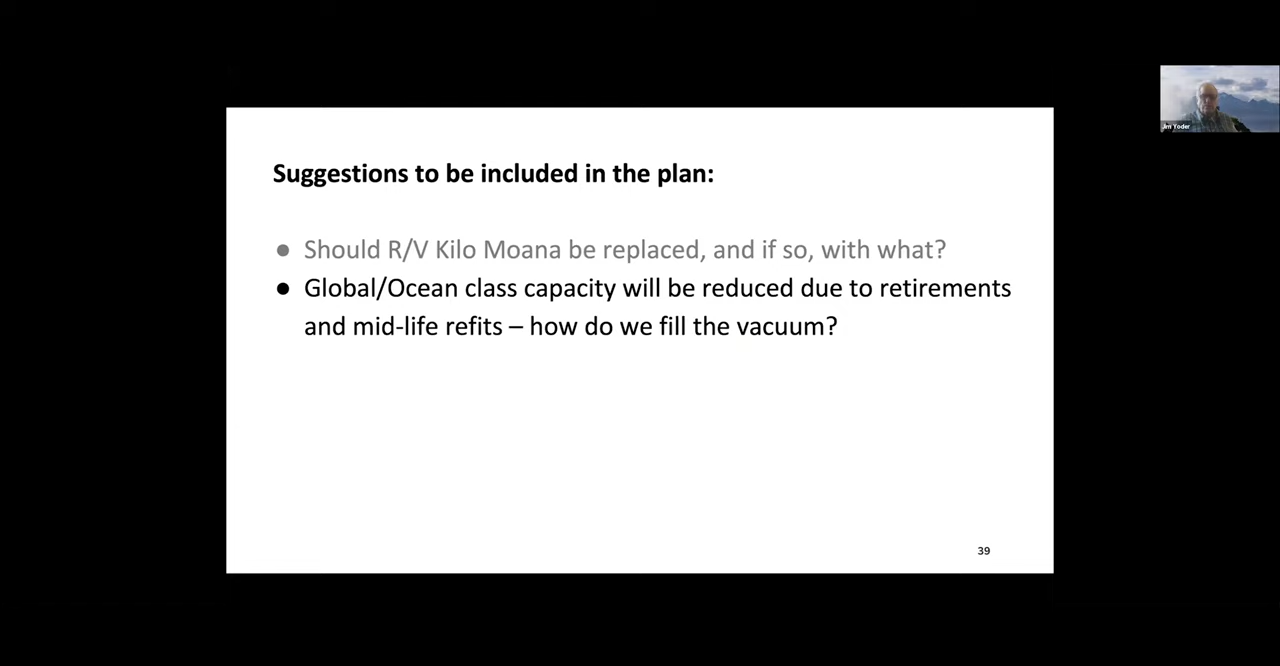 Suggestions to be included in the plan:
● Should R/V Kilo Moana be replaced, and if so, with what?
● Global/Ocean class capacity will be reduced due to retirements
and mid-life refits – how do we fill the vacuum?
39
Jim Yoder